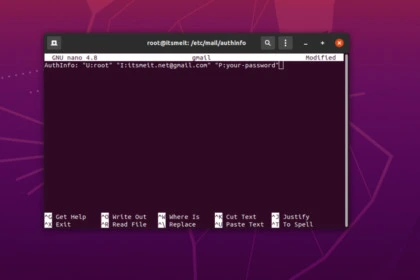 root@itsmeit: /etc/mail/authinfo
GNU nano 4.8 gmail Modified
AuthInfo: "U:root" "I:itsmeit.net@gmail.com" "P:your-password"
^G Get Help ^O Write Out ^W Where Is ^K Cut Text ^J Justify
^X Exit ^R Read File ^\ Replace ^U Paste Text ^T To Spell